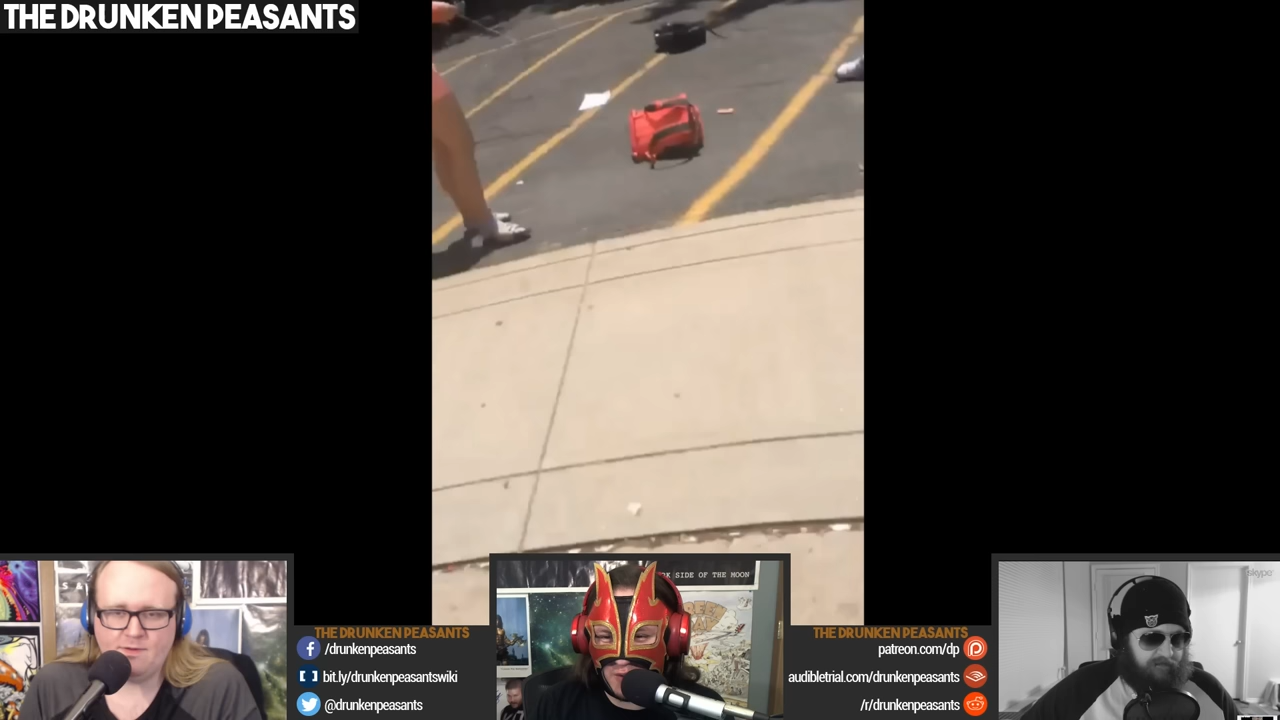 THE DRUNKEN PEASANTS
skype
SIDE OF THE MOON
THE DRUNKEN PEASANTS
/drunkenpeasants
bit.ly/drunkenpeasantswiki
@drunkenpeasants
THE DRUNKEN PEASANTS
patreon.com/dp
audibletrial.com/drunkenpeasants
/r/drunkenpeasants